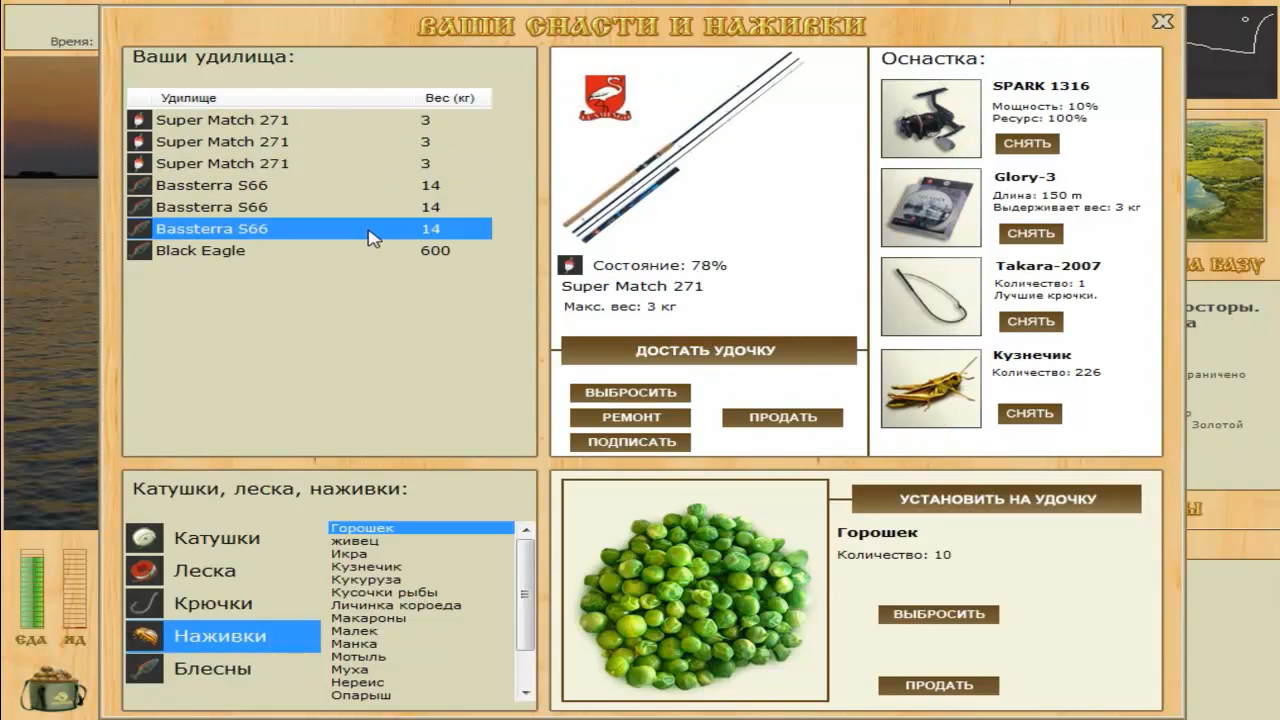 ВАШИ СНАСТИ И НАЖИВКИ
Время:
Ваши удилища:
Удилище Вес (кг)
Super Match 271 3
Super Match 271 3
Super Match 271 3
Bassterra S66 14
Bassterra S66 14
Bassterra S66 14
Black Eagle 600
Состояние: 78%
Super Match 271
Макс. вес: 3 кг
ДОСТАТЬ УДОЧКУ
ВЫБРОСИТЬ
РЕМОНТ
ПРОДАТЬ
ПОДПИСАТЬ
Оснастка:
SPARK 1316
Мощность: 10%
Ресурс: 100%
СНЯТЬ
Glory-3
Длина: 150 m
Выдерживает вес: 3 кг
СНЯТЬ
Takara-2007
Количество: 1
Лучшие крючки.
СНЯТЬ
Кузнечик
Количество: 226
СНЯТЬ
А БАЗУ
осторы.
а
раничено
Золотой
Ы
Катушки, леска, наживки:
Катушки
Леска
Крючки
Наживки
Блесны
Горошек
живец
Икра
Кузнечик
Кукуруза
Кусочки рыбы
Личинка короеда
Макароны
Малек
Манка
Мотыль
Муха
Нереис
Опарыш
УСТАНОВИТЬ НА УДОЧКУ
Горошек
Количество: 10
ВЫБРОСИТЬ
ПРОДАТЬ
ЕДА
ЯД